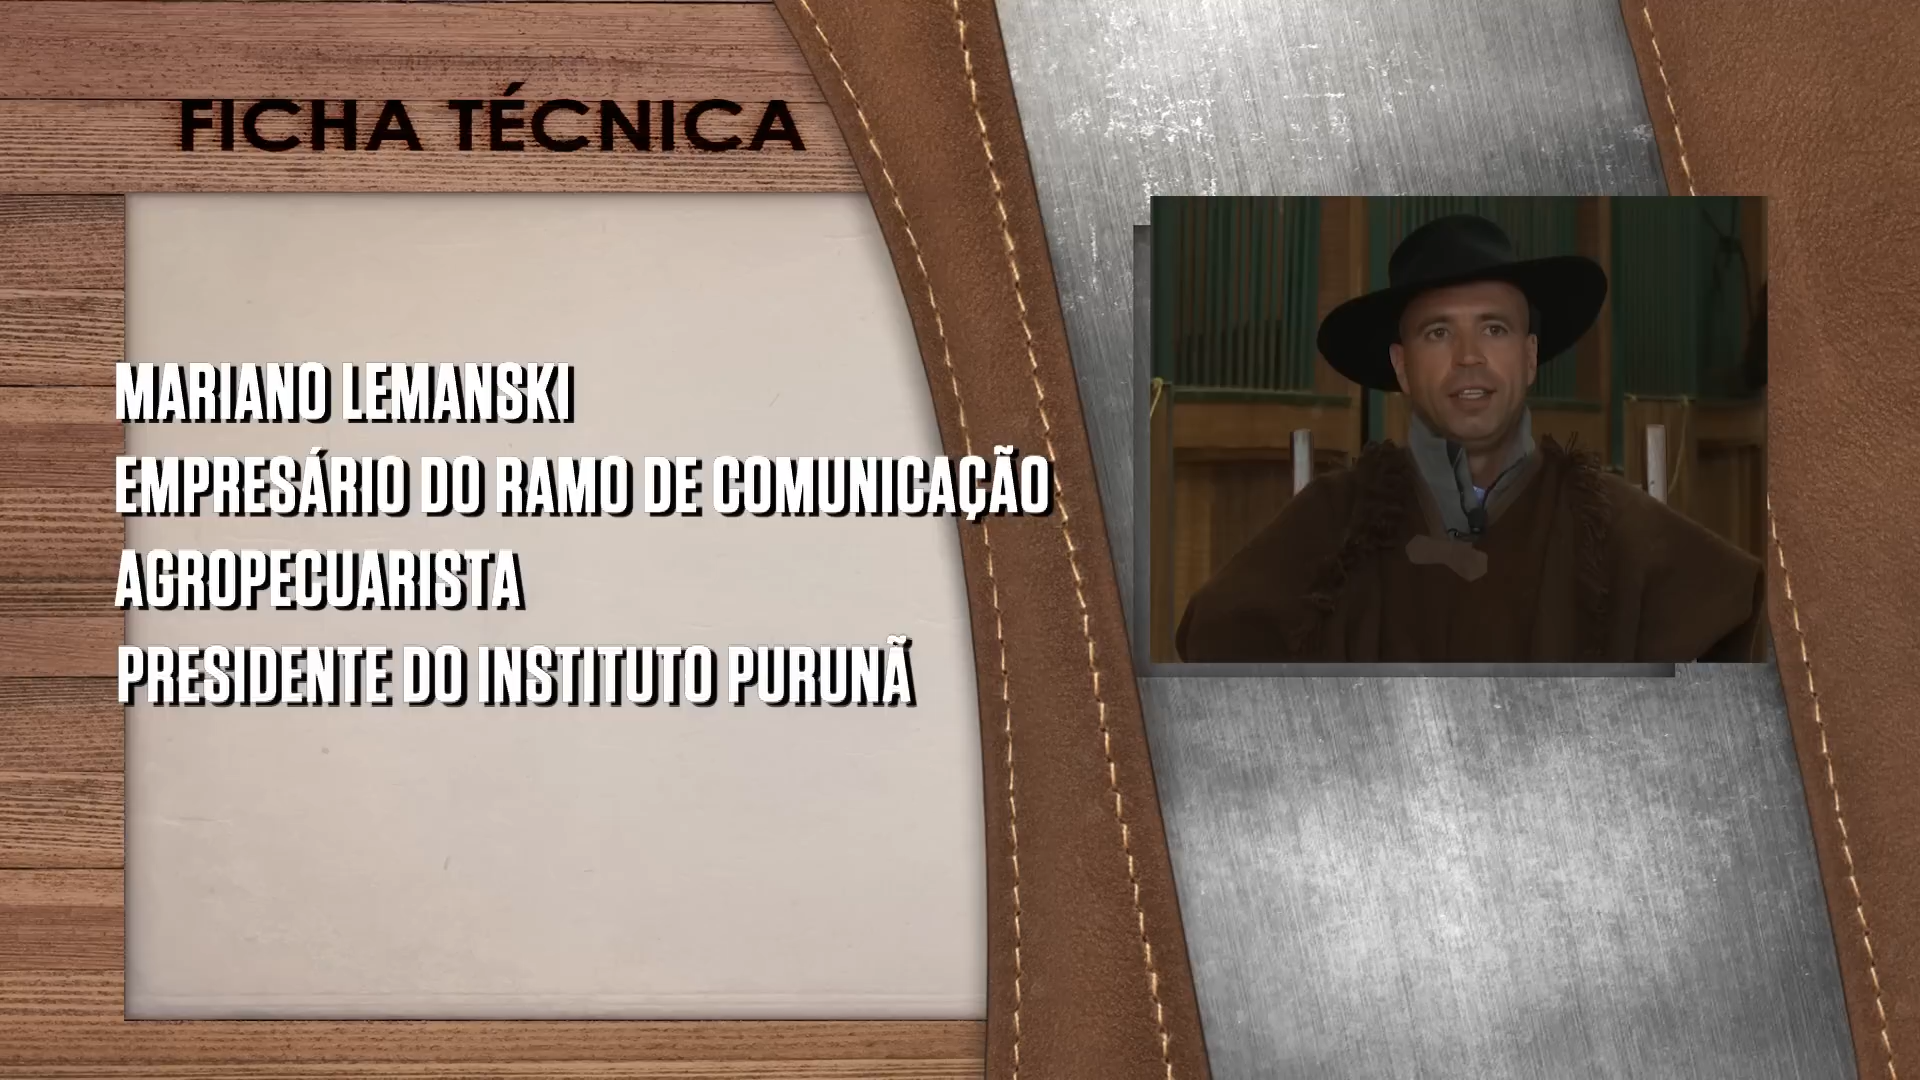 FICHA TÉCNICA
MARIANO LEMANSKI
EMPRESÁRIO DO RAMO DE COMUNICAÇÃO
AGROPECUARISTA
PRESIDENTE DO INSTITUTO PURUNÃ